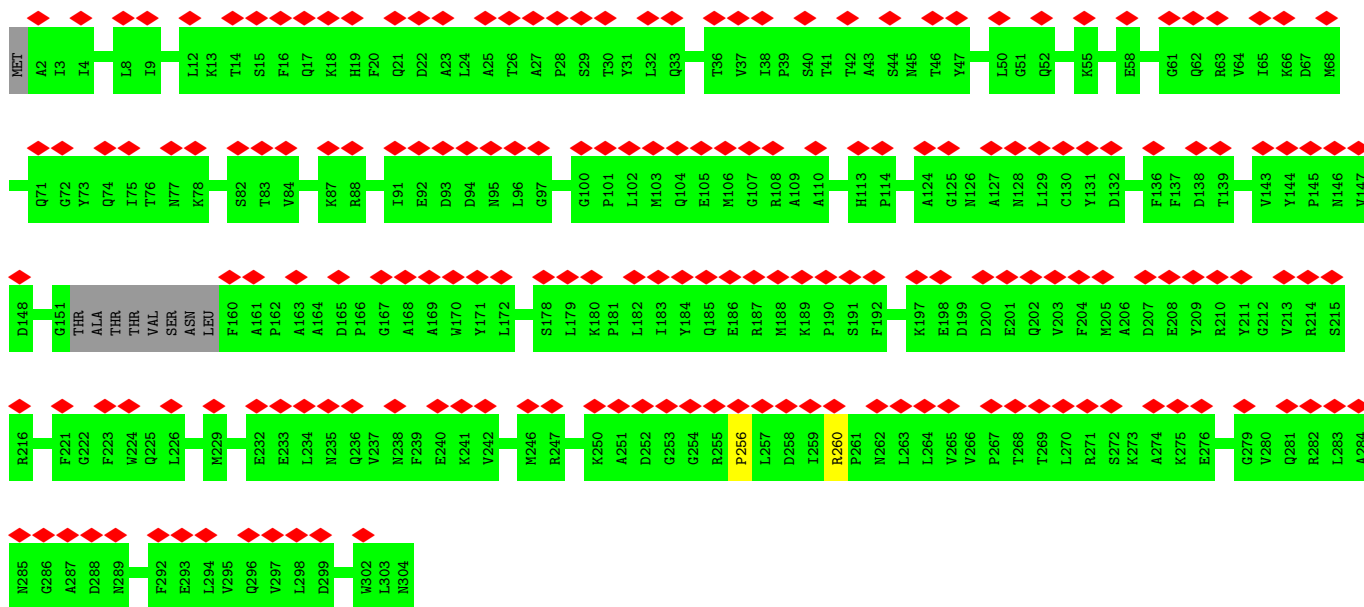 MET A2 I3 I4 L8 I9 L12 K13 T14 S15 F16 Q17 K18 H19 F20 Q21 D22 A23 L24 A25 T26 A27 P28 S29 T30 Y31 L32 Q33 T36 V37 I38 P39 S40 T41 T42 A43 S44 N45 T46 Y47 L50 G51 Q52 K55 E58 G61 Q62 R63 V64 I65 K66 D67 M68
Q71 G72 Y73 Q74 I75 T76 N77 K78 S82 T83 V84 K87 R88 I91 E92 D93 D94 N95 L96 G97 G100 P101 L102 M103 Q104 E105 M106 G107 R108 A109 A110 H113 P114 A124 G125 N126 A127 N128 L129 C130 Y131 D132 F136 F137 D138 T139 V143 Y144 P145 N146 V147
D148 G151 THR ALA THR THR VAL SER ASN LEU F160 A161 P162 A163 A164 D165 P166 G167 A168 A169 W170 Y171 L172 S178 L179 K180 P181 L182 I183 Y184 Q185 E186 R187 M188 K189 P190 S191 F192 K197 E198 D199 D200 E201 Q202 V203 F204 M205 A206 D207 E208 Y209 R210 Y211 G212 V213 R214 S215
R216 F221 G222 F223 W224 Q225 L226 M229 E232 E233 L234 N235 Q236 V237 N238 F239 E240 K241 V242 M246 R247 K250 A251 D252 G253 G254 R255 P256 L257 D258 I259 R260 P261 N262 L263 L264 V265 V266 P267 T268 T269 L270 R271 S272 K273 A274 K275 E276 G279 V280 Q281 R282 L283 A284
N285 G286 A287 D288 N289 F292 E293 L294 V295 Q296 V297 L298 D299 W302 L303 N304